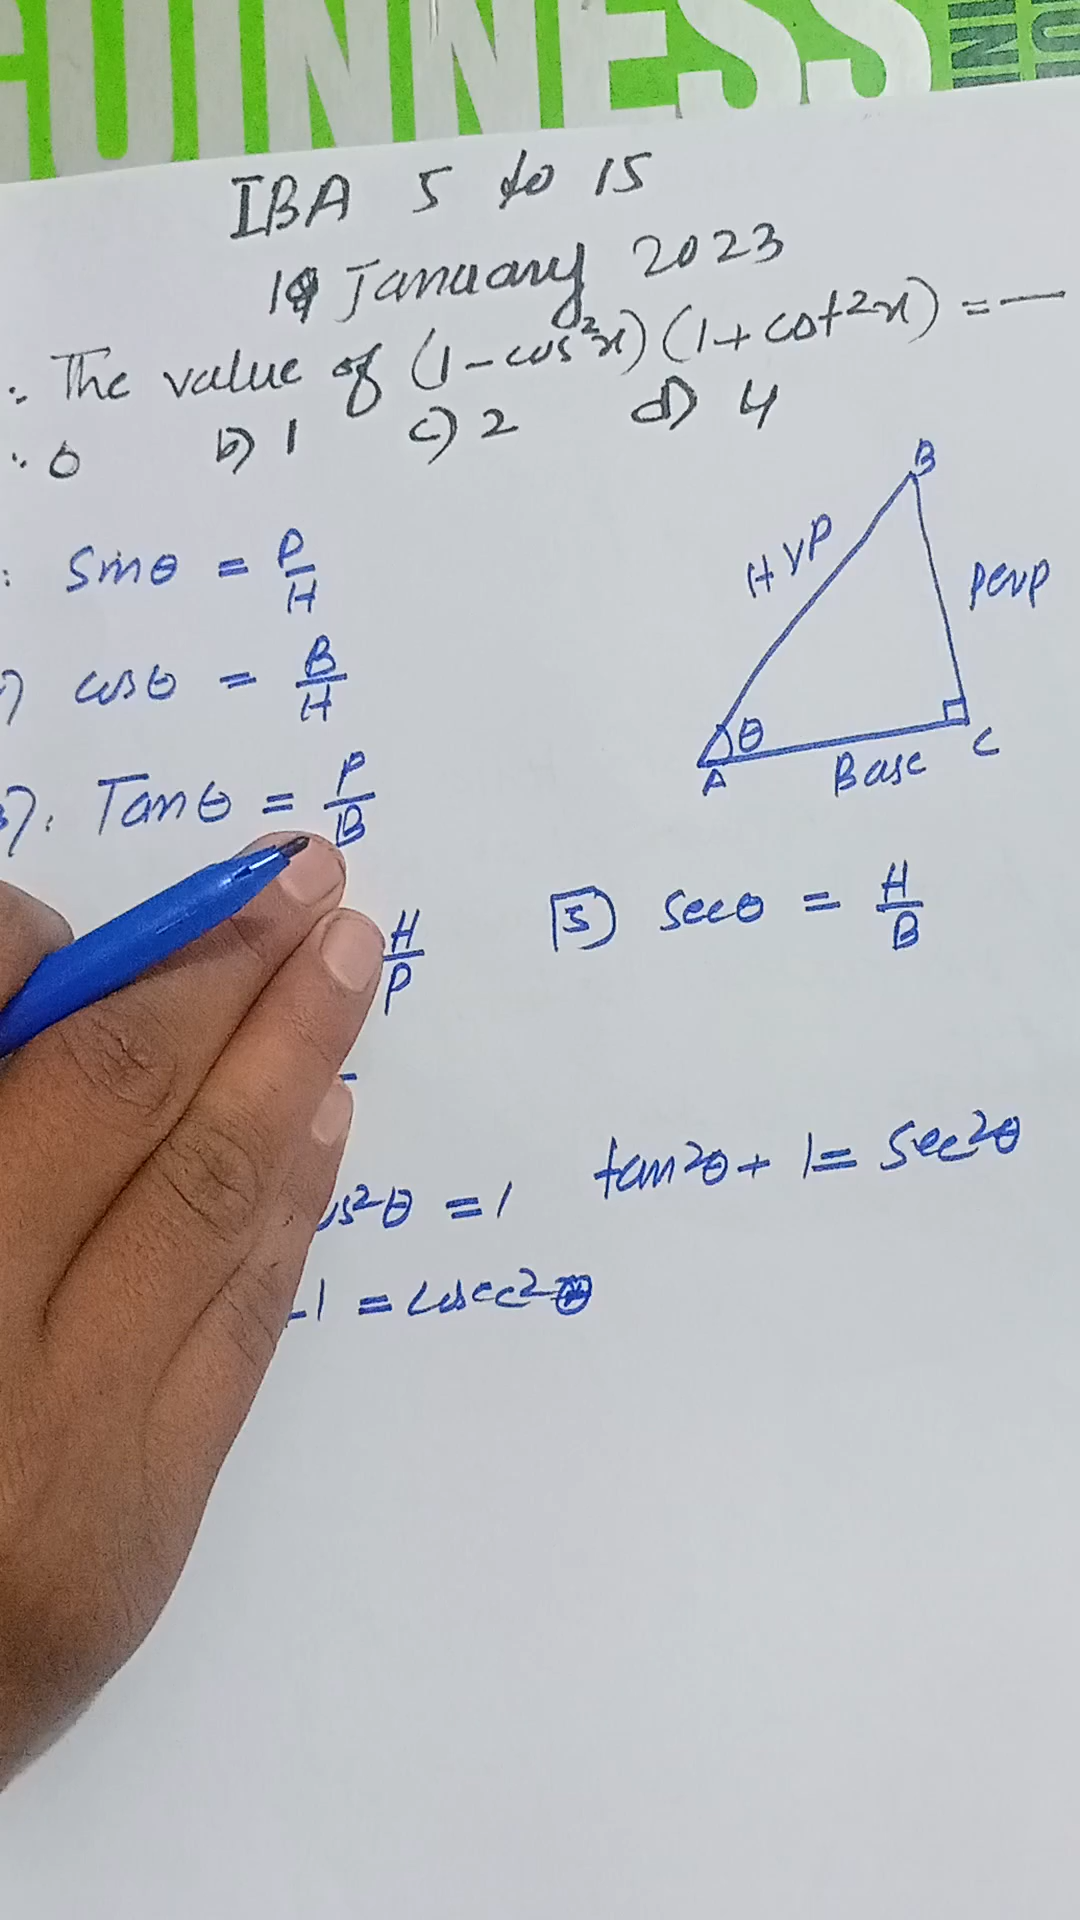 GUINNESS
IBA 5 to 15
January 2023
The value of (1-cos²x) (1+cot²x) = —
0 b) 1 c) 2 d) 4
Sinθ = P/H
cosθ = B/H
Tanθ = P/B
H/P
5) secθ = H/B
B
HYP
Perp
θ
A
Base
C
s²θ = 1
tan²θ + 1 = Sec²θ
1 = cosec²θ